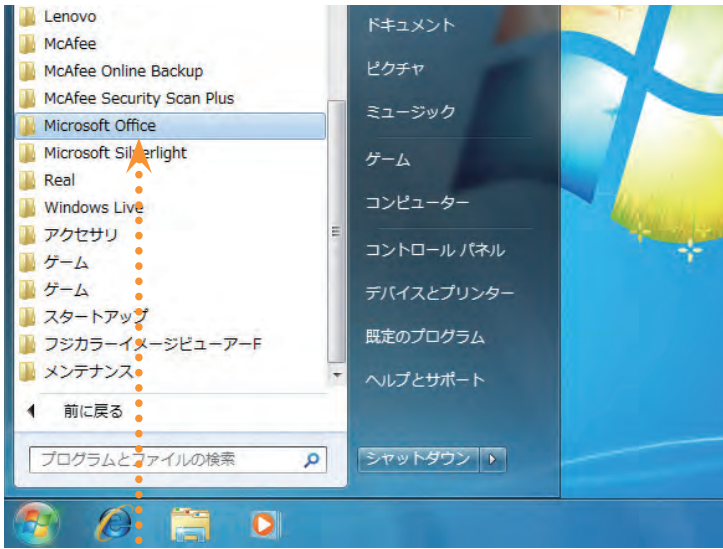 Lenovo
McAfee
McAfee Online Backup
McAfee Security Scan Plus
Microsoft Office
Microsoft Silverlight
Real
Windows Live
アクセサリ
ゲーム
ゲーム
スタートアップ
フジカラーイメージビューアーF
メンテナンス
前に戻る
プログラムとファイルの検索
ドキュメント
ピクチャ
ミュージック
ゲーム
コンピューター
コントロール パネル
デバイスとプリンター
既定のプログラム
ヘルプとサポート
シャットダウン